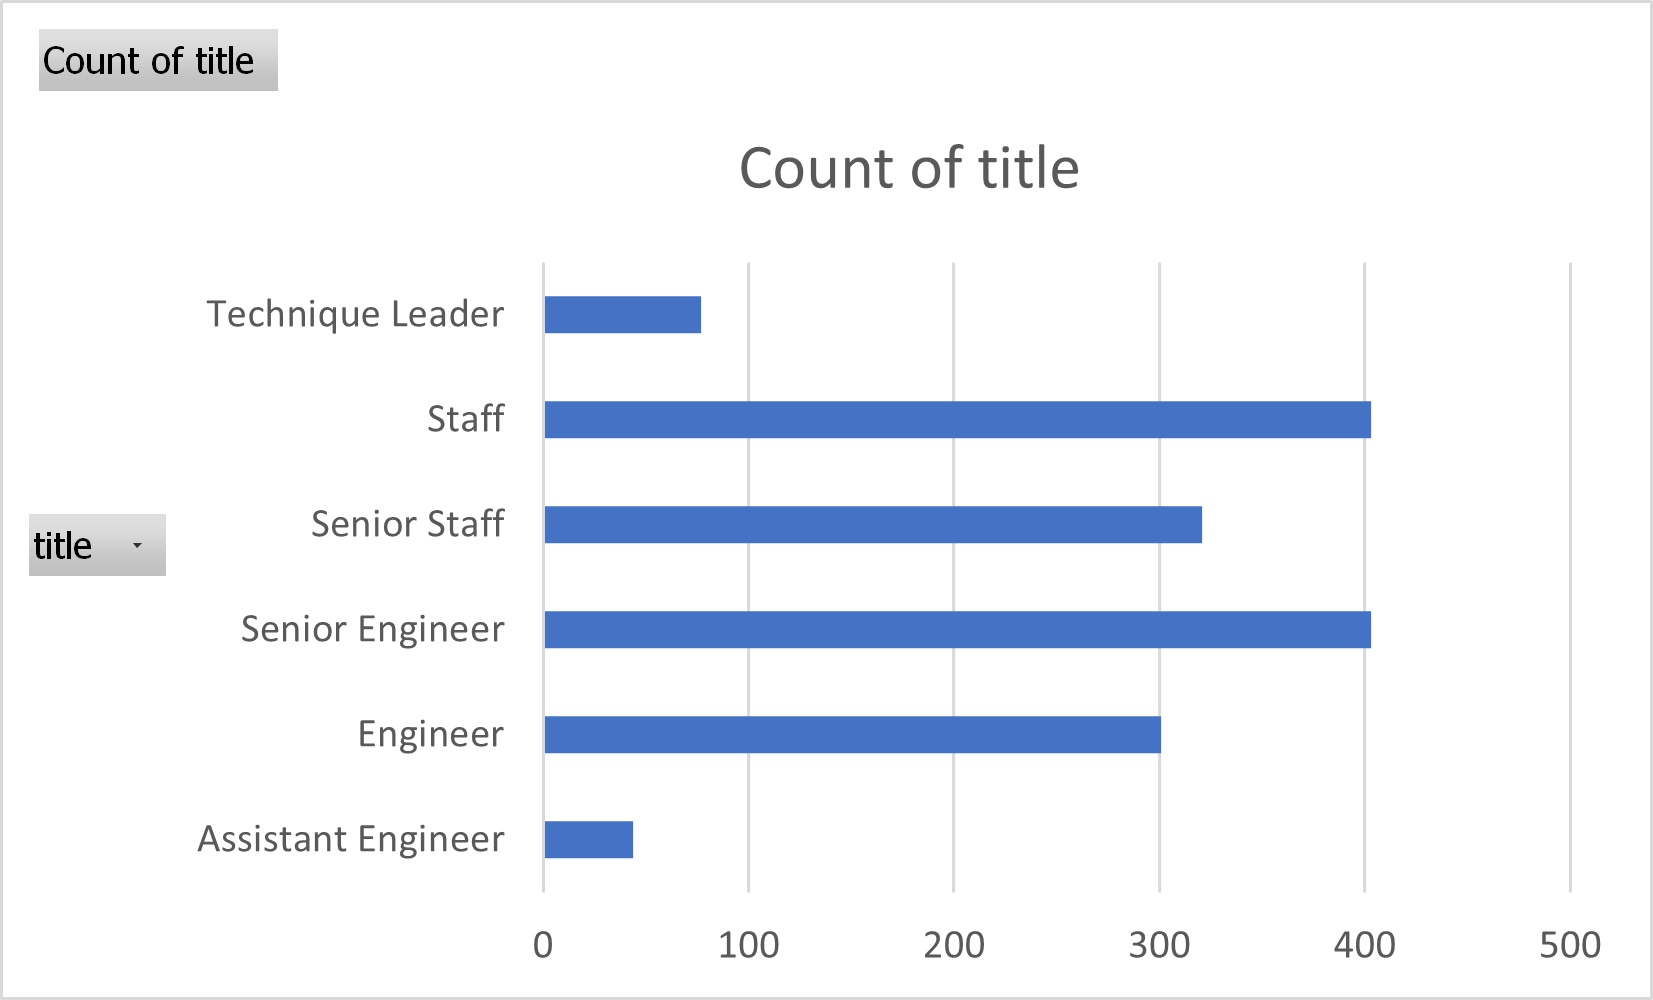 Count of title
Count of title
Technique Leader
Staff
Senior Staff
title
Senior Engineer
Engineer
Assistant Engineer
0 100 200 300 400 500